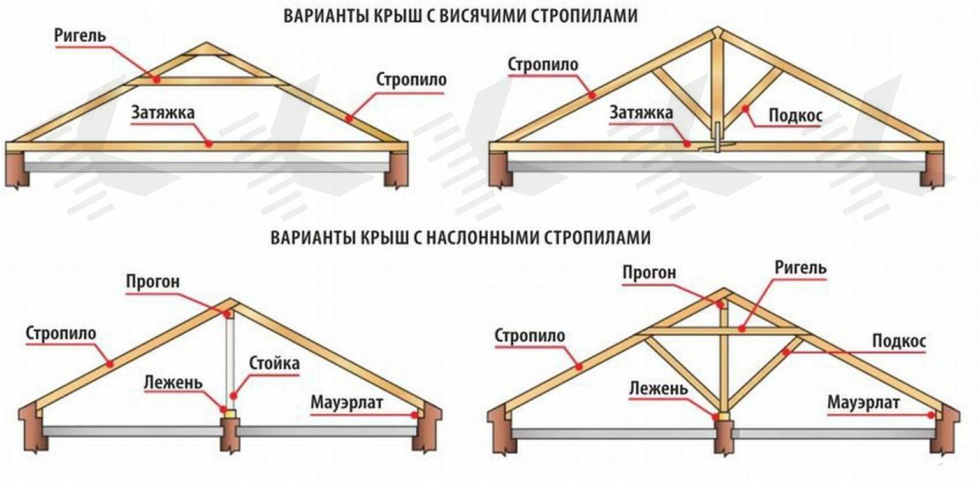 ВАРИАНТЫ КРЫШ С ВИСЯЧИМИ СТРОПИЛАМИ
Ригель
Стропило
Затяжка
Стропило
Затяжка
Подкос
ВАРИАНТЫ КРЫШ С НАСЛОННЫМИ СТРОПИЛАМИ
Прогон
Стропило
Лежень
Стойка
Мауэрлат
Прогон
Ригель
Стропило
Подкос
Лежень
Мауэрлат